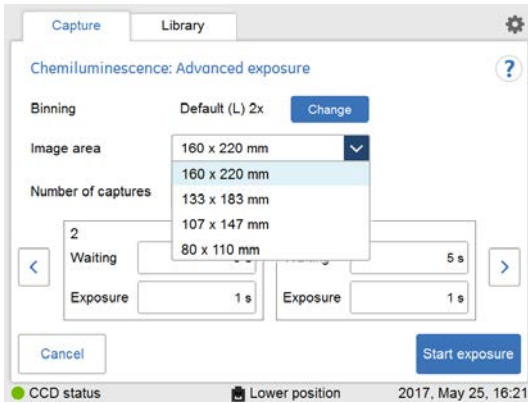 Capture
Library
Chemiluminescence: Advanced exposure
?
Binning
Default (L) 2x
Change
Image area
160 x 220 mm
160 x 220 mm
133 x 183 mm
107 x 147 mm
80 x 110 mm
Number of captures
2
Waiting
5 s
Exposure
1 s
Exposure
1 s
Cancel
Start exposure
CCD status
Lower position
2017, May 25, 16:21